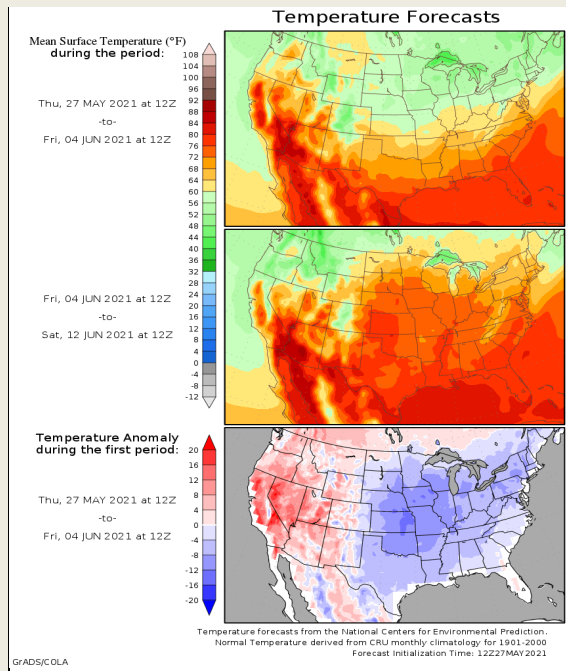 Temperature Forecasts
Mean Surface Temperature (°F)
during the period:
108
104
100
96
92
88
84
80
76
72
68
64
60
56
52
48
44
40
36
32
28
24
20
16
12
8
4
0
-4
-8
-12
Thu, 27 MAY 2021 at 12Z
-to-
Fri, 04 JUN 2021 at 12Z
Fri, 04 JUN 2021 at 12Z
-to-
Sat, 12 JUN 2021 at 12Z
Temperature Anomaly
during the first period:
20
16
12
8
4
0
-4
-8
-12
-16
-20
Thu, 27 MAY 2021 at 12Z
-to-
Fri, 04 JUN 2021 at 12Z
Temperature forecasts from the National Centers for Environmental Prediction.
Normal Temperature derived from CRU monthly climatology for 1901-2000
Forecast Initialization Time: 12Z27MAY2021
GrADS/COLA